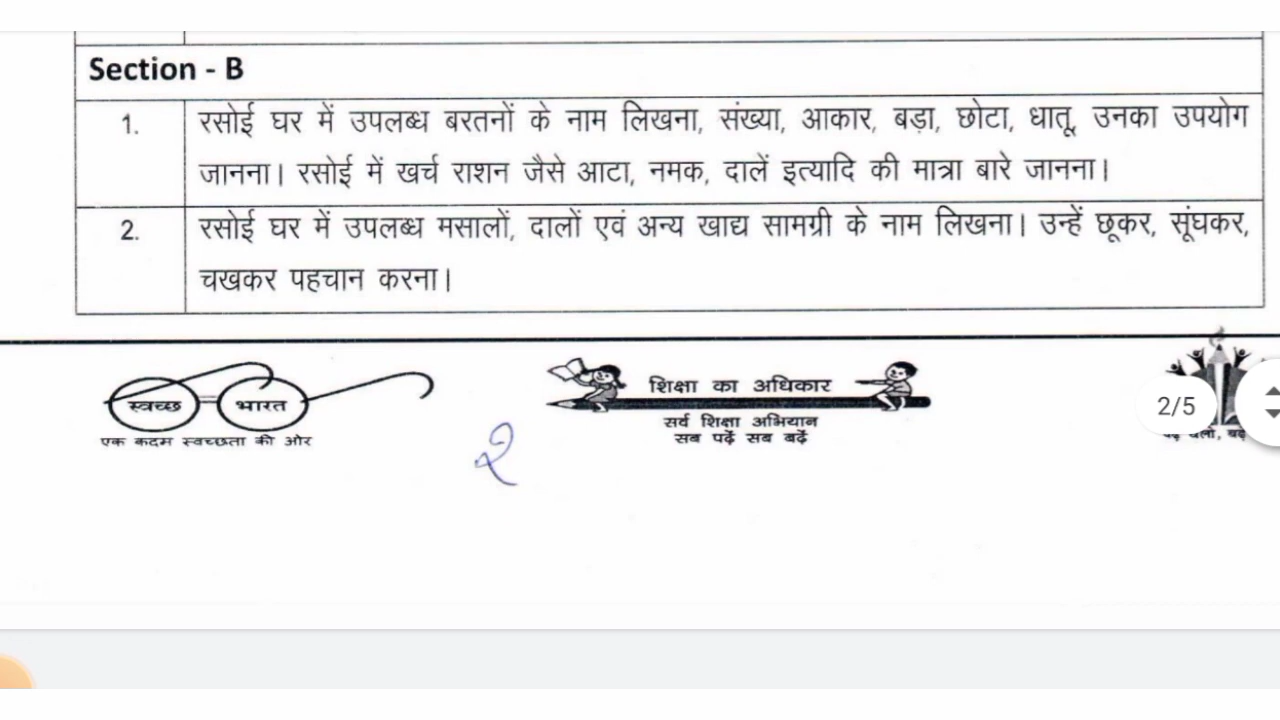 Section - B
1.
रसोई घर में उपलब्ध बरतनों के नाम लिखना, संख्या, आकार, बड़ा, छोटा, धातू, उनका उपयोग
जानना। रसोई में खर्च राशन जैसे आटा, नमक, दालें इत्यादि की मात्रा बारे जानना।
2.
रसोई घर में उपलब्ध मसालों, दालों एवं अन्य खाद्य सामग्री के नाम लिखना। उन्हें छूकर, सूंघकर,
चखकर पहचान करना।
स्वच्छ भारत
एक कदम स्वच्छता की ओर
शिक्षा का अधिकार
सर्व शिक्षा अभियान
सब पढ़ें सब बढ़ें
2/5
२